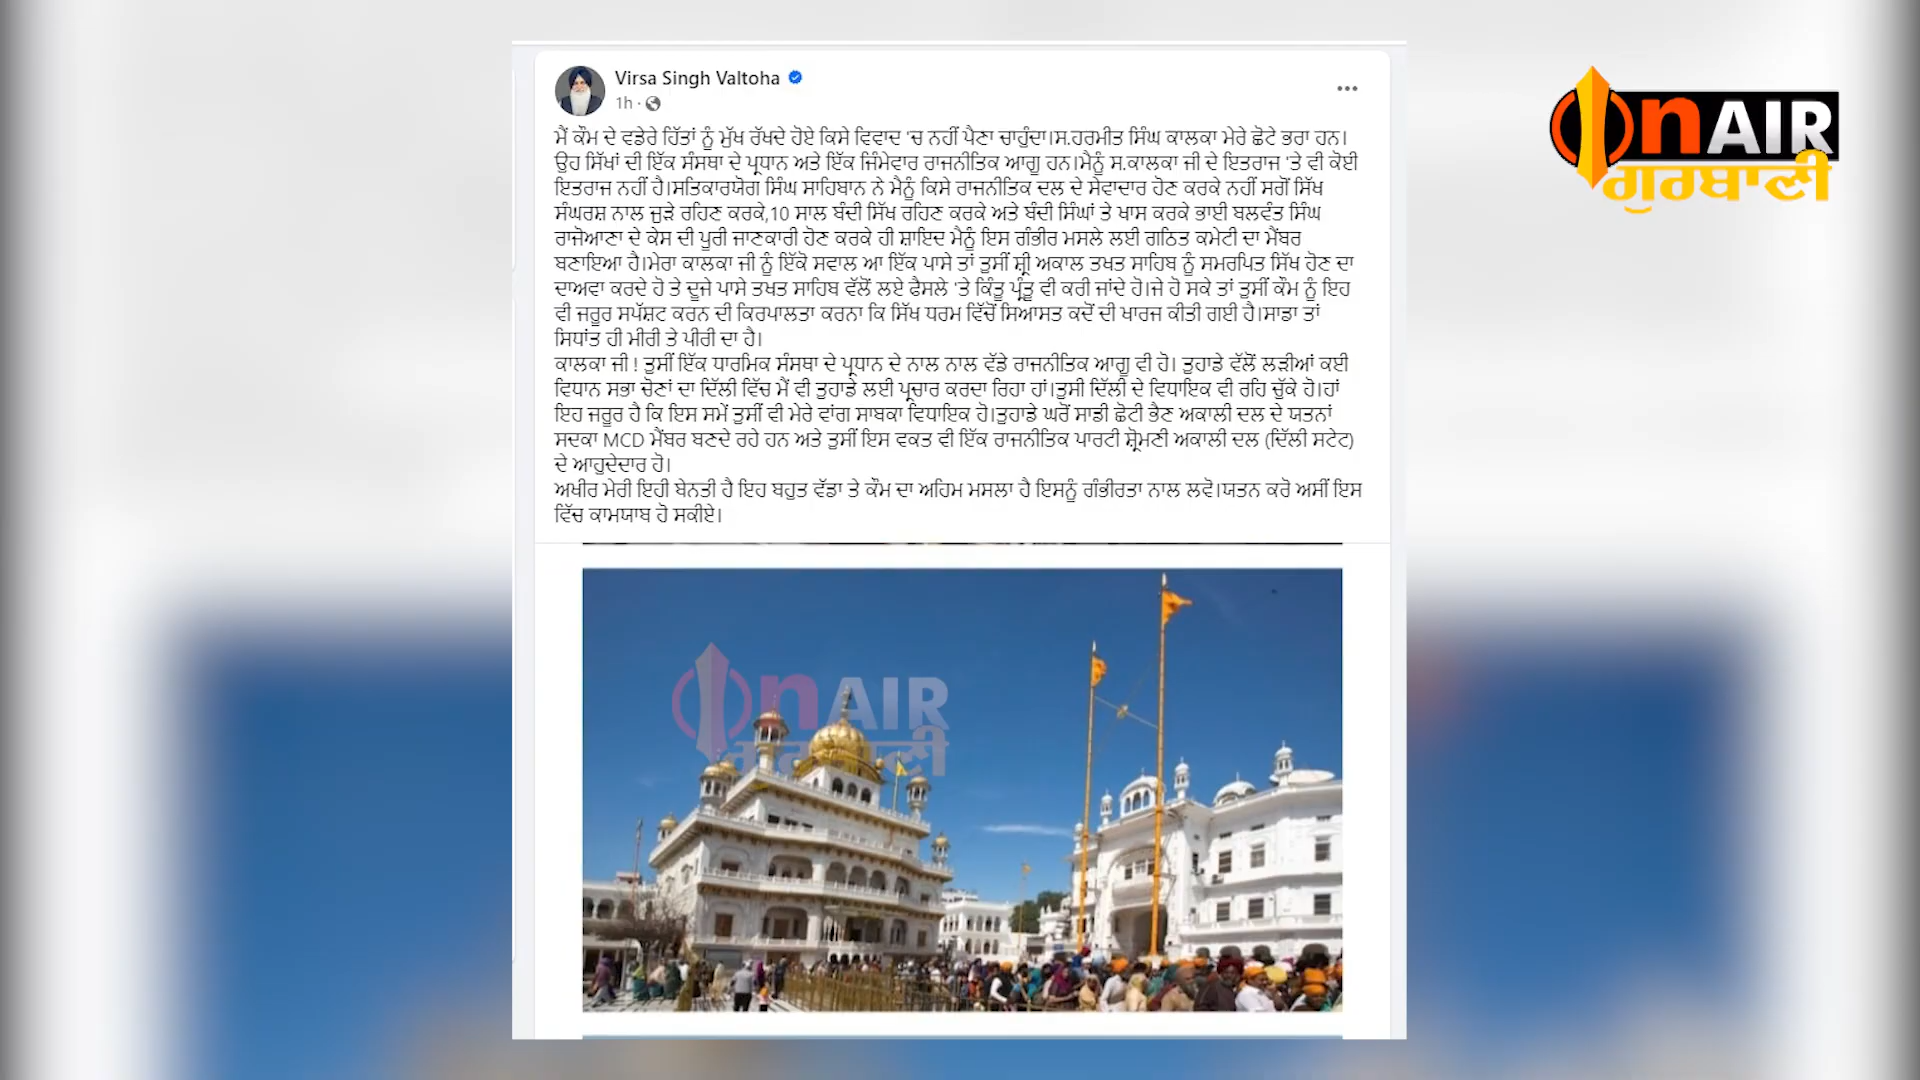 Virsa Singh Valtoha
1h ·
ਮੈਂ ਕੌਮ ਦੇ ਵਡੇਰੇ ਹਿੱਤਾਂ ਨੂੰ ਮੁੱਖ ਰੱਖਦੇ ਹੋਏ ਕਿਸੇ ਵਿਵਾਦ 'ਚ ਨਹੀਂ ਪੈਣਾ ਚਾਹੁੰਦਾ।ਸ.ਹਰਮੀਤ ਸਿੰਘ ਕਾਲਕਾ ਮੇਰੇ ਛੋਟੇ ਭਰਾ ਹਨ।
ਉਹ ਸਿੱਖਾਂ ਦੀ ਇੱਕ ਸੰਸਥਾ ਦੇ ਪ੍ਰਧਾਨ ਅਤੇ ਇੱਕ ਜਿੰਮੇਵਾਰ ਰਾਜਨੀਤਿਕ ਆਗੂ ਹਨ।ਮੈਨੂੰ ਸ.ਕਾਲਕਾ ਜੀ ਦੇ ਇਤਰਾਜ 'ਤੇ ਵੀ ਕੋਈ
ਇਤਰਾਜ ਨਹੀਂ ਹੈ।ਸਤਿਕਾਰਯੋਗ ਸਿੰਘ ਸਾਹਿਬਾਨ ਨੇ ਮੈਨੂੰ ਕਿਸੇ ਰਾਜਨੀਤਿਕ ਦਲ ਦੇ ਸੇਵਾਦਾਰ ਹੋਣ ਕਰਕੇ ਨਹੀਂ ਸਗੋਂ ਸਿੱਖ
ਸੰਘਰਸ਼ ਨਾਲ ਜੁੜੇ ਰਹਿਣ ਕਰਕੇ,10 ਸਾਲ ਬੰਦੀ ਸਿੱਖ ਰਹਿਣ ਕਰਕੇ ਅਤੇ ਬੰਦੀ ਸਿੰਘਾਂ ਤੇ ਖਾਸ ਕਰਕੇ ਭਾਈ ਬਲਵੰਤ ਸਿੰਘ
ਰਾਜੋਆਣਾ ਦੇ ਕੇਸ ਦੀ ਪੂਰੀ ਜਾਣਕਾਰੀ ਹੋਣ ਕਰਕੇ ਹੀ ਸ਼ਾਇਦ ਮੈਨੂੰ ਇਸ ਗੰਭੀਰ ਮਸਲੇ ਲਈ ਗਠਿਤ ਕਮੇਟੀ ਦਾ ਮੈਂਬਰ
ਬਣਾਇਆ ਹੈ।ਮੇਰਾ ਕਾਲਕਾ ਜੀ ਨੂੰ ਇੱਕੋ ਸਵਾਲ ਆ ਇੱਕ ਪਾਸੇ ਤਾਂ ਤੁਸੀਂ ਸ਼੍ਰੀ ਅਕਾਲ ਤਖਤ ਸਾਹਿਬ ਨੂੰ ਸਮਰਪਿਤ ਸਿੱਖ ਹੋਣ ਦਾ
ਦਾਅਵਾ ਕਰਦੇ ਹੋ ਤੇ ਦੂਜੇ ਪਾਸੇ ਤਖਤ ਸਾਹਿਬ ਵੱਲੋਂ ਲਏ ਫੈਸਲੇ 'ਤੇ ਕਿੰਤੂ ਪ੍ਰੰਤੂ ਵੀ ਕਰੀ ਜਾਂਦੇ ਹੋ।ਜੇ ਹੋ ਸਕੇ ਤਾਂ ਤੁਸੀਂ ਕੌਮ ਨੂੰ ਇਹ
ਵੀ ਜਰੂਰ ਸਪੱਸ਼ਟ ਕਰਨ ਦੀ ਕਿਰਪਾਲਤਾ ਕਰਨਾ ਕਿ ਸਿੱਖ ਧਰਮ ਵਿੱਚੋਂ ਸਿਆਸਤ ਕਦੋਂ ਦੀ ਖਾਰਜ ਕੀਤੀ ਗਈ ਹੈ।ਸਾਡਾ ਤਾਂ
ਸਿਧਾਂਤ ਹੀ ਮੀਰੀ ਤੇ ਪੀਰੀ ਦਾ ਹੈ।
ਕਾਲਕਾ ਜੀ ! ਤੁਸੀਂ ਇੱਕ ਧਾਰਮਿਕ ਸੰਸਥਾ ਦੇ ਪ੍ਰਧਾਨ ਦੇ ਨਾਲ ਨਾਲ ਵੱਡੇ ਰਾਜਨੀਤਿਕ ਆਗੂ ਵੀ ਹੋ। ਤੁਹਾਡੇ ਵੱਲੋਂ ਲੜੀਆਂ ਕਈ
ਵਿਧਾਨ ਸਭਾ ਚੋਣਾਂ ਦਾ ਦਿੱਲੀ ਵਿੱਚ ਮੈਂ ਵੀ ਤੁਹਾਡੇ ਲਈ ਪ੍ਰਚਾਰ ਕਰਦਾ ਰਿਹਾ ਹਾਂ।ਤੁਸੀ ਦਿੱਲੀ ਦੇ ਵਿਧਾਇਕ ਵੀ ਰਹਿ ਚੁੱਕੇ ਹੋ।ਹਾਂ
ਇਹ ਜਰੂਰ ਹੈ ਕਿ ਇਸ ਸਮੇਂ ਤੁਸੀਂ ਵੀ ਮੇਰੇ ਵਾਂਗ ਸਾਬਕਾ ਵਿਧਾਇਕ ਹੋ।ਤੁਹਾਡੇ ਘਰੋਂ ਸਾਡੀ ਛੋਟੀ ਭੈਣ ਅਕਾਲੀ ਦਲ ਦੇ ਯਤਨਾਂ
ਸਦਕਾ MCD ਮੈਂਬਰ ਬਣਦੇ ਰਹੇ ਹਨ ਅਤੇ ਤੁਸੀਂ ਇਸ ਵਕਤ ਵੀ ਇੱਕ ਰਾਜਨੀਤਿਕ ਪਾਰਟੀ ਸ਼੍ਰੋਮਣੀ ਅਕਾਲੀ ਦਲ (ਦਿੱਲੀ ਸਟੇਟ)
ਦੇ ਆਹੁਦੇਦਾਰ ਹੋ।
ਅਖੀਰ ਮੇਰੀ ਇਹੀ ਬੇਨਤੀ ਹੈ ਇਹ ਬਹੁਤ ਵੱਡਾ ਤੇ ਕੌਮ ਦਾ ਅਹਿਮ ਮਸਲਾ ਹੈ ਇਸਨੂੰ ਗੰਭੀਰਤਾ ਨਾਲ ਲਵੋ।ਯਤਨ ਕਰੋ ਅਸੀਂ ਇਸ
ਵਿੱਚ ਕਾਮਯਾਬ ਹੋ ਸਕੀਏ।
On AIR
ਗੁਰਬਾਣੀ
On AIR
ਗੁਰਬਾਣੀ